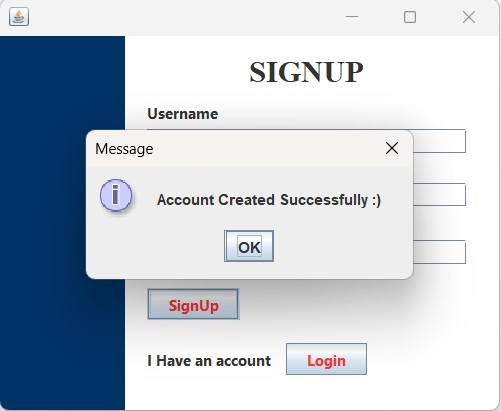 SIGNUP
Username
Message
i
Account Created Successfully :)
OK
SignUp
I Have an account
Login